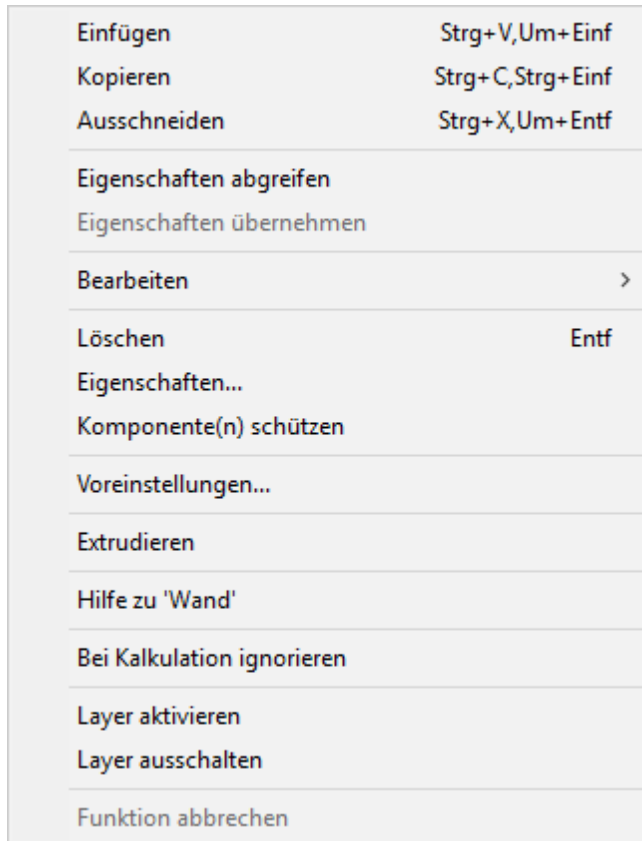 Einfügen Strg+V,Um+Einf
Kopieren Strg+C,Strg+Einf
Ausschneiden Strg+X,Um+Entf
Eigenschaften abgreifen
Eigenschaften übernehmen
Bearbeiten >
Löschen Entf
Eigenschaften...
Komponente(n) schützen
Voreinstellungen...
Extrudieren
Hilfe zu 'Wand'
Bei Kalkulation ignorieren
Layer aktivieren
Layer ausschalten
Funktion abbrechen